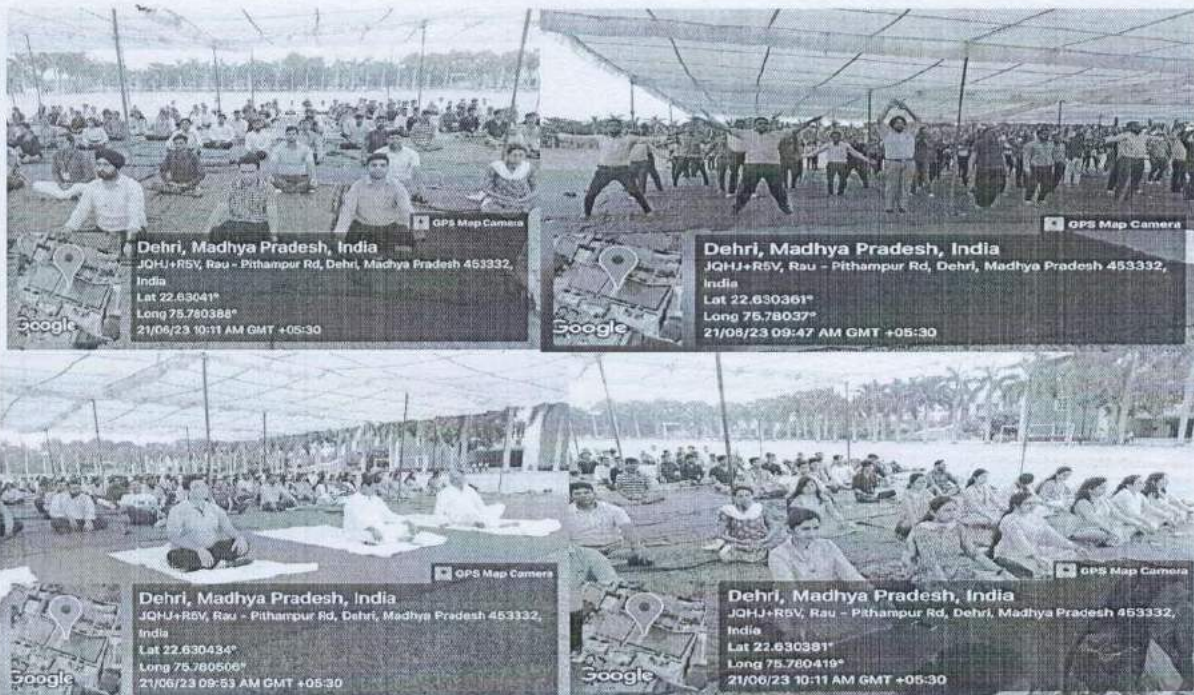 GPS Map Camera
Dehri, Madhya Pradesh, India
JQHJ+R5V, Rau - Pithampur Rd, Dehri, Madhya Pradesh 453332,
India
Lat 22.63041°
Long 75.780388°
21/06/23 10:11 AM GMT +05:30
Google
GPS Map Camera
Dehri, Madhya Pradesh, India
JQHJ+R5V, Rau - Pithampur Rd, Dehri, Madhya Pradesh 453332,
India
Lat 22.630361°
Long 75.78037°
21/06/23 09:47 AM GMT +05:30
Google
GPS Map Camera
Dehri, Madhya Pradesh, India
JQHJ+R5V, Rau - Pithampur Rd, Dehri, Madhya Pradesh 453332,
India
Lat 22.630434°
Long 75.780506°
21/06/23 09:53 AM GMT +05:30
Google
GPS Map Camera
Dehri, Madhya Pradesh, India
JQHJ+R5V, Rau - Pithampur Rd, Dehri, Madhya Pradesh 453332,
India
Lat 22.630381°
Long 75.780419°
21/06/23 10:11 AM GMT +05:30
Google